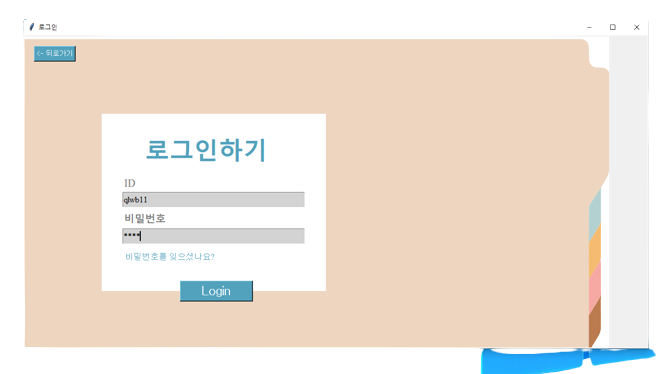 로그인
<- 뒤로가기
로그인하기
ID
qlwb11
비밀번호
****
비밀번호를 잊으셨나요?
Login